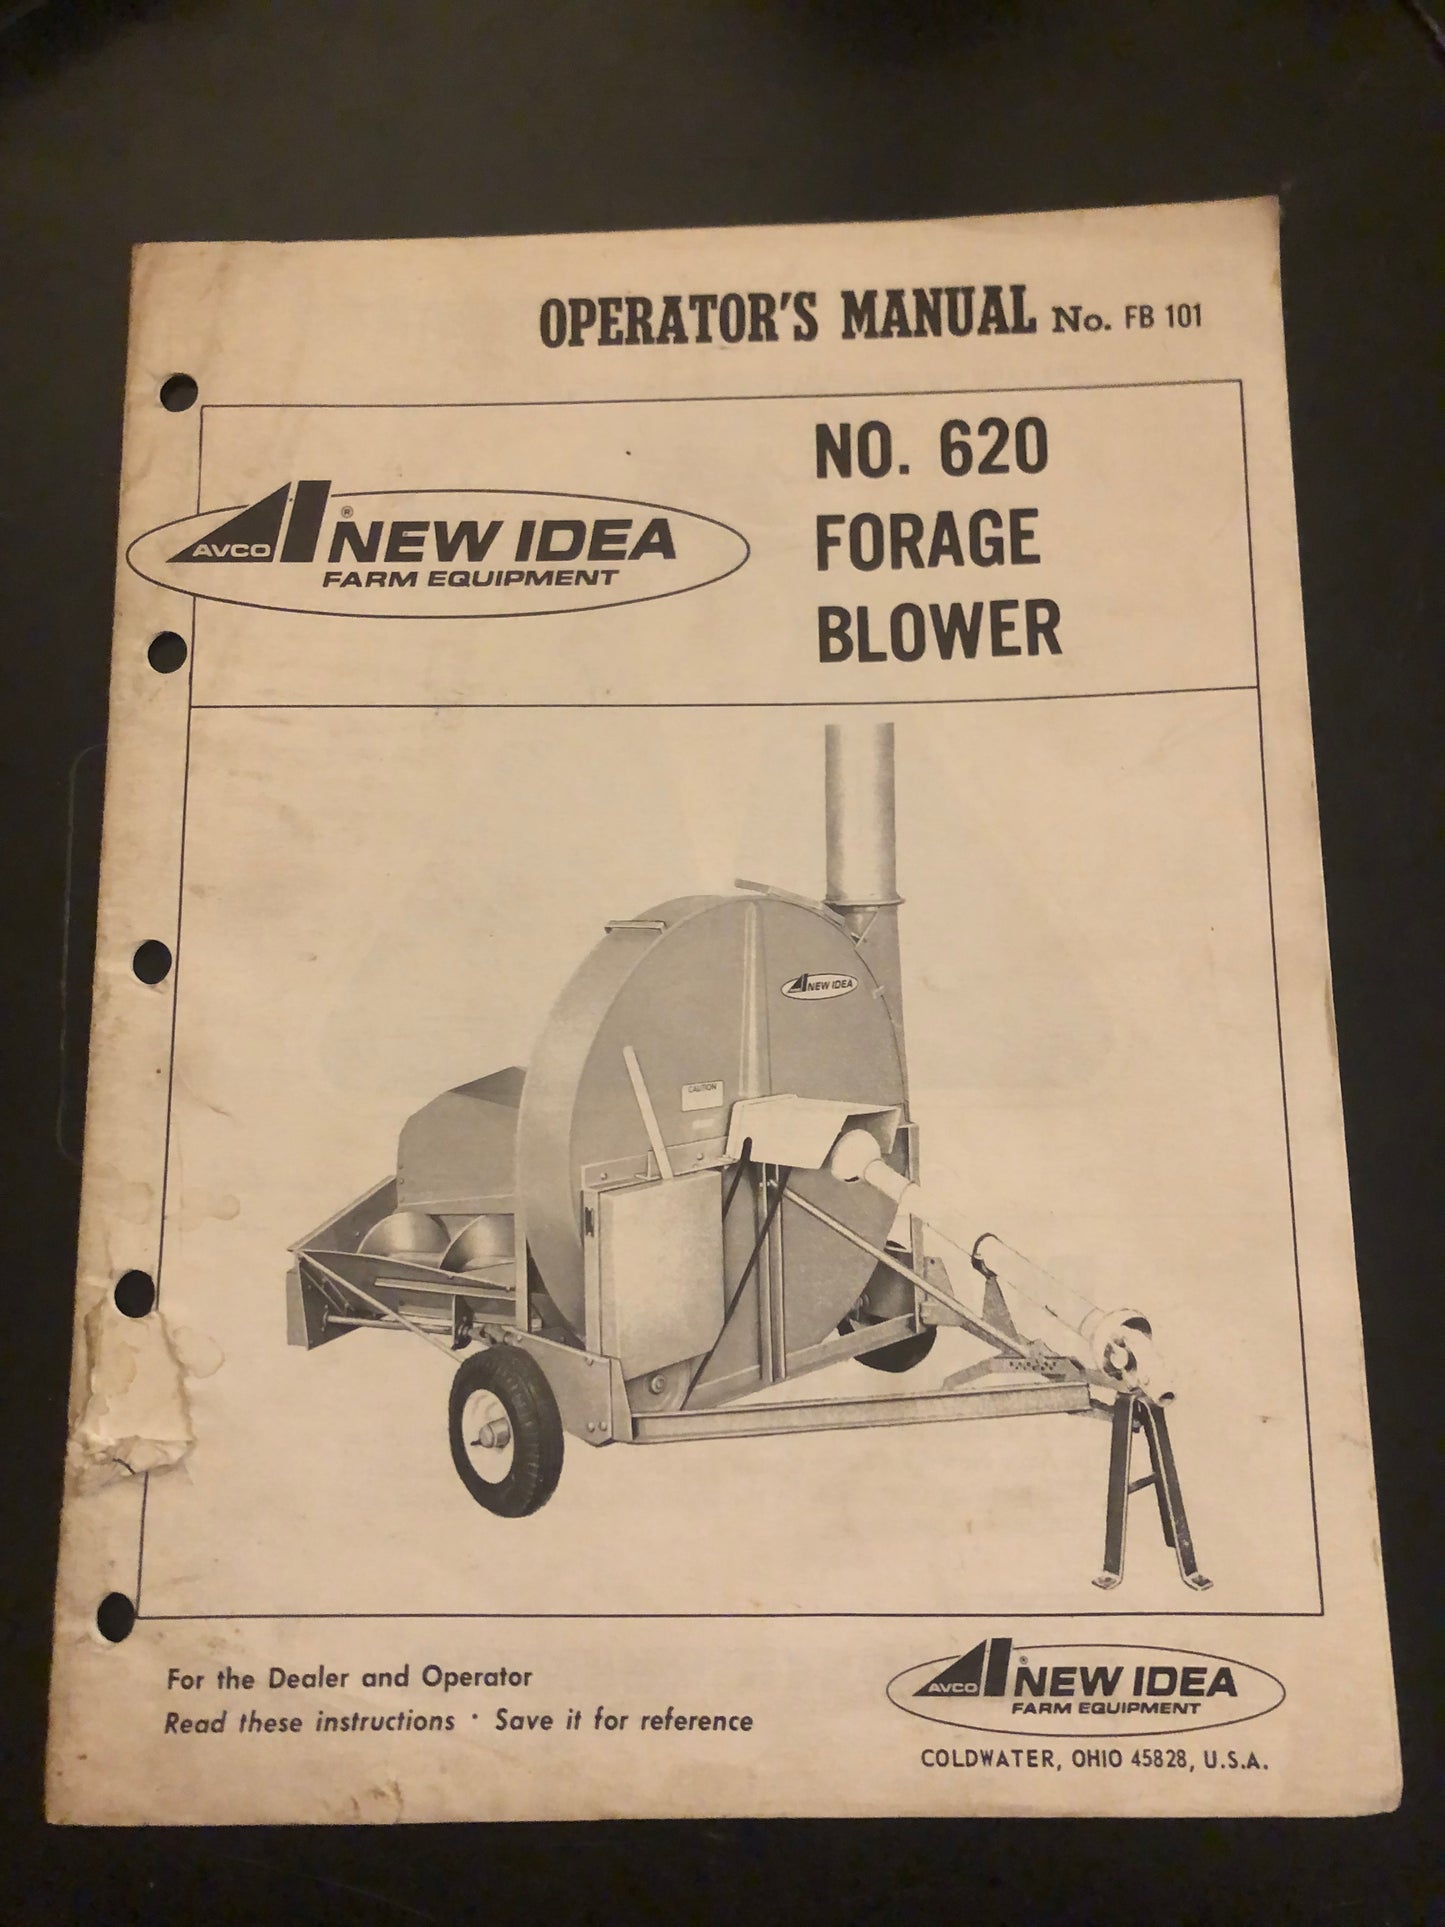 OPERATOR'S MANUAL No. FB 101
NO. 620
FORAGE
BLOWER
AVCO ® NEW IDEA
FARM EQUIPMENT
NEW IDEA
CAUTION
For the Dealer and Operator
Read these instructions · Save it for reference
AVCO ® NEW IDEA
FARM EQUIPMENT
COLDWATER, OHIO 45828, U.S.A.